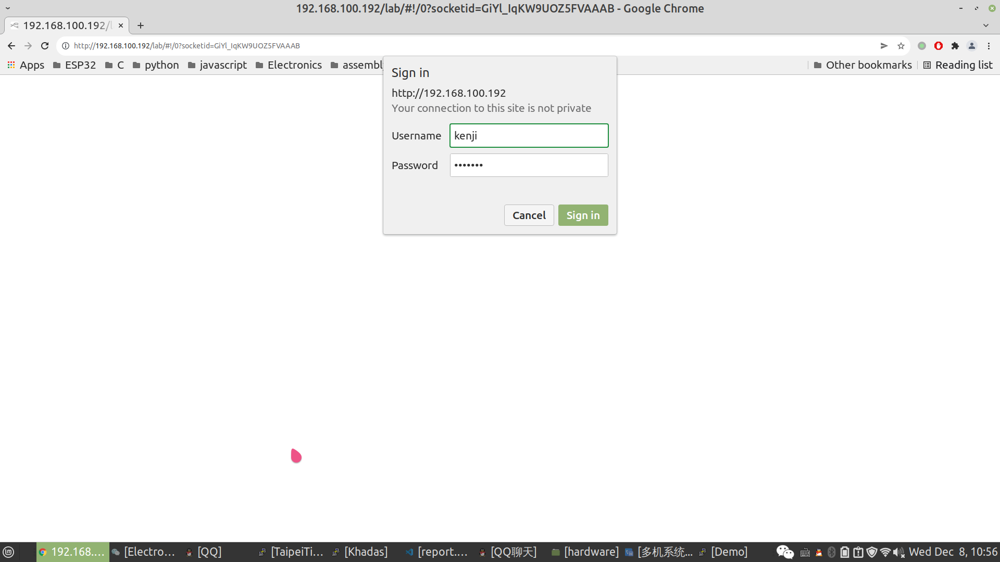 192.168.100.192/lab/#!/0?socketid=GiYl_IqKW9UOZ5FVAAAB - Google Chrome
192.168.100.192/l
http://192.168.100.192/lab/#!/0?socketid=GiYl_IqKW9UOZ5FVAAAB
Apps ESP32 C python javascript Electronics assembl Other bookmarks Reading list
Sign in
http://192.168.100.192
Your connection to this site is not private
Username kenji
Password •••••••
Cancel Sign in
192.168.... [Electro... [QQ] [TaipeiTi... [Khadas] [report.... [QQ聊天] [hardware] [多机系统... [Demo] Wed Dec 8, 10:56